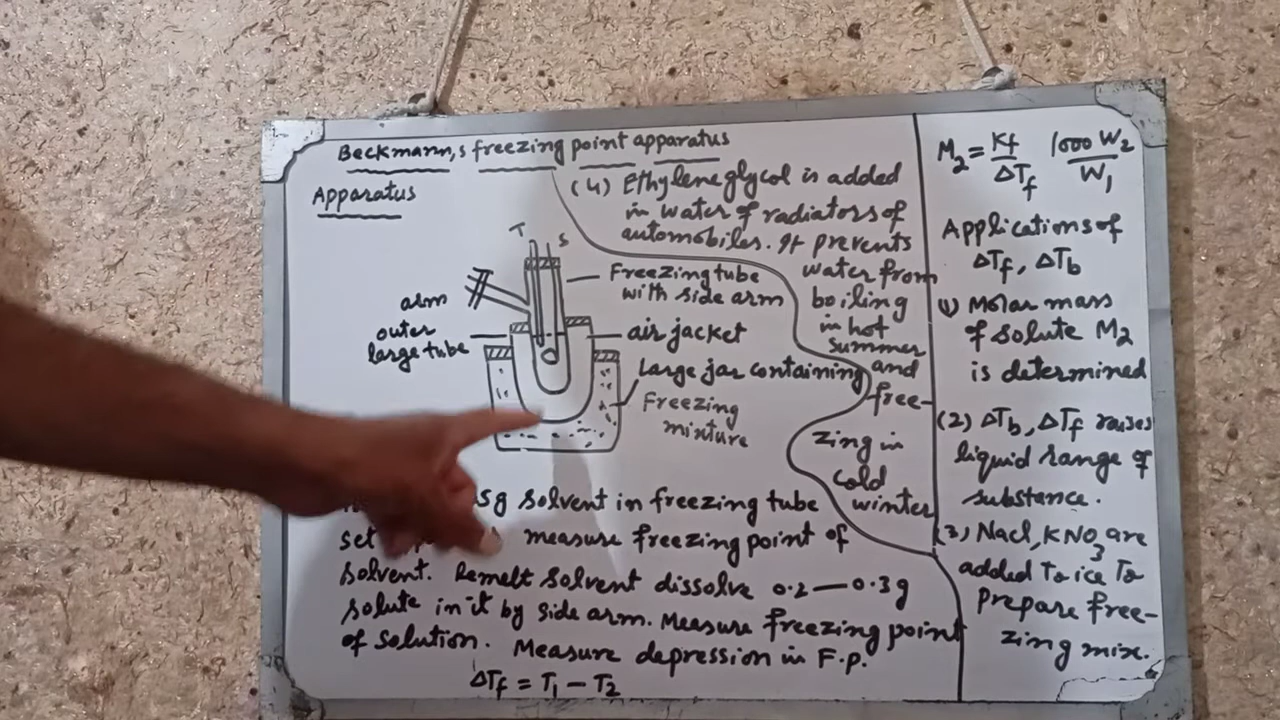 Beckmann,s freezing point apparatus
Apparatus
T S
Freezing tube
with side arm
arm
outer
large tube
air jacket
Large jar containing
Freezing
mixture
5g solvent in freezing tube
set measure freezing point of
solvent. Remelt solvent dissolve 0.2 — 0.3g
solute in it by side arm. Measure freezing point
of solution. Measure depression in F.p.
ΔTf = T1 − T2
(4) Ethylene glycol is added
in water of radiators of
automobiles. It prevents
water from
boiling
in hot
summer
and
free-
zing in
cold
winter
M2 = Kf/ΔTf 1000 W2/W1
Applications of
ΔTf, ΔTb
(1) Molar mass
of solute M2
is determined
(2) ΔTb, ΔTf raises
liquid range of
substance.
(3) Nacl, KNO3 are
added to ice To
prepare free-
zing mix.